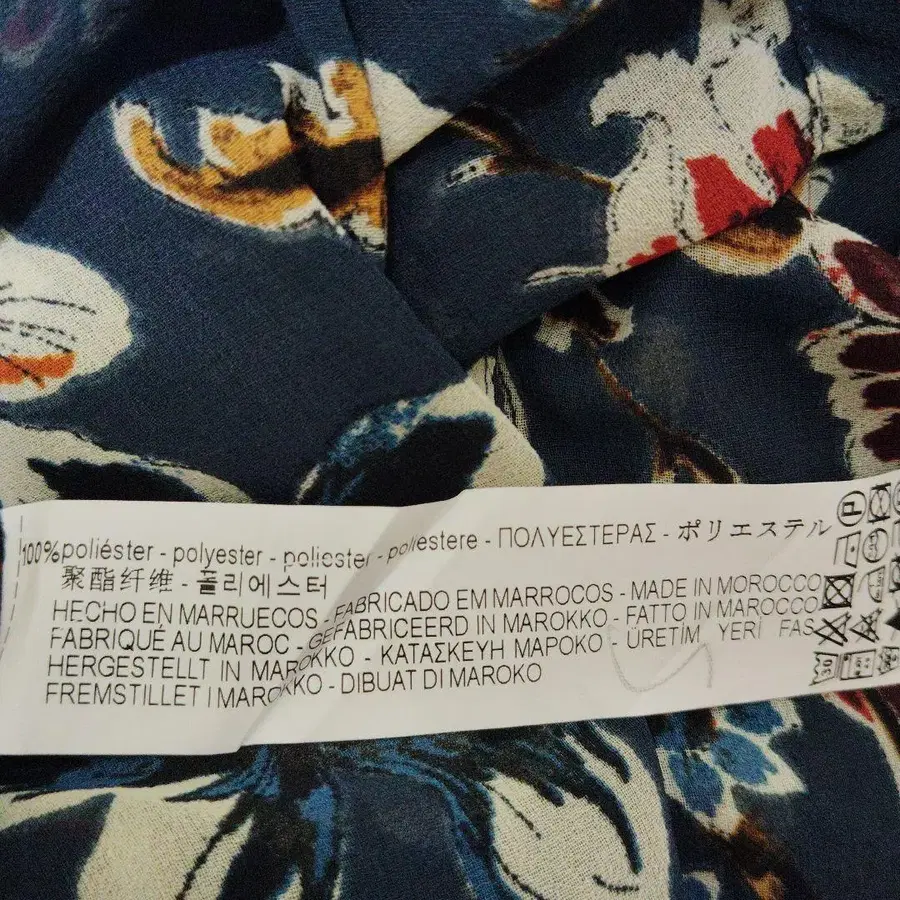 100% poliéster - polyester - poliester - poliestere - ΠΟΛΥΕΣΤΕΡΑΣ - ポリエステル
聚酯纤维 - 폴리에스터
HECHO EN MARRUECOS - FABRICADO EM MARROCOS - MADE IN MOROCCO
FABRIQUÉ AU MAROC - GEFABRICEERD IN MAROKKO - FATTO IN MAROCCO
HERGESTELLT IN MAROKKO - ΚΑΤΑΣΚΕΥΗ ΜΑΡΟΚΟ - ÜRETİM YERİ FAS
FREMSTILLET I MAROKKO - DIBUAT DI MAROKO